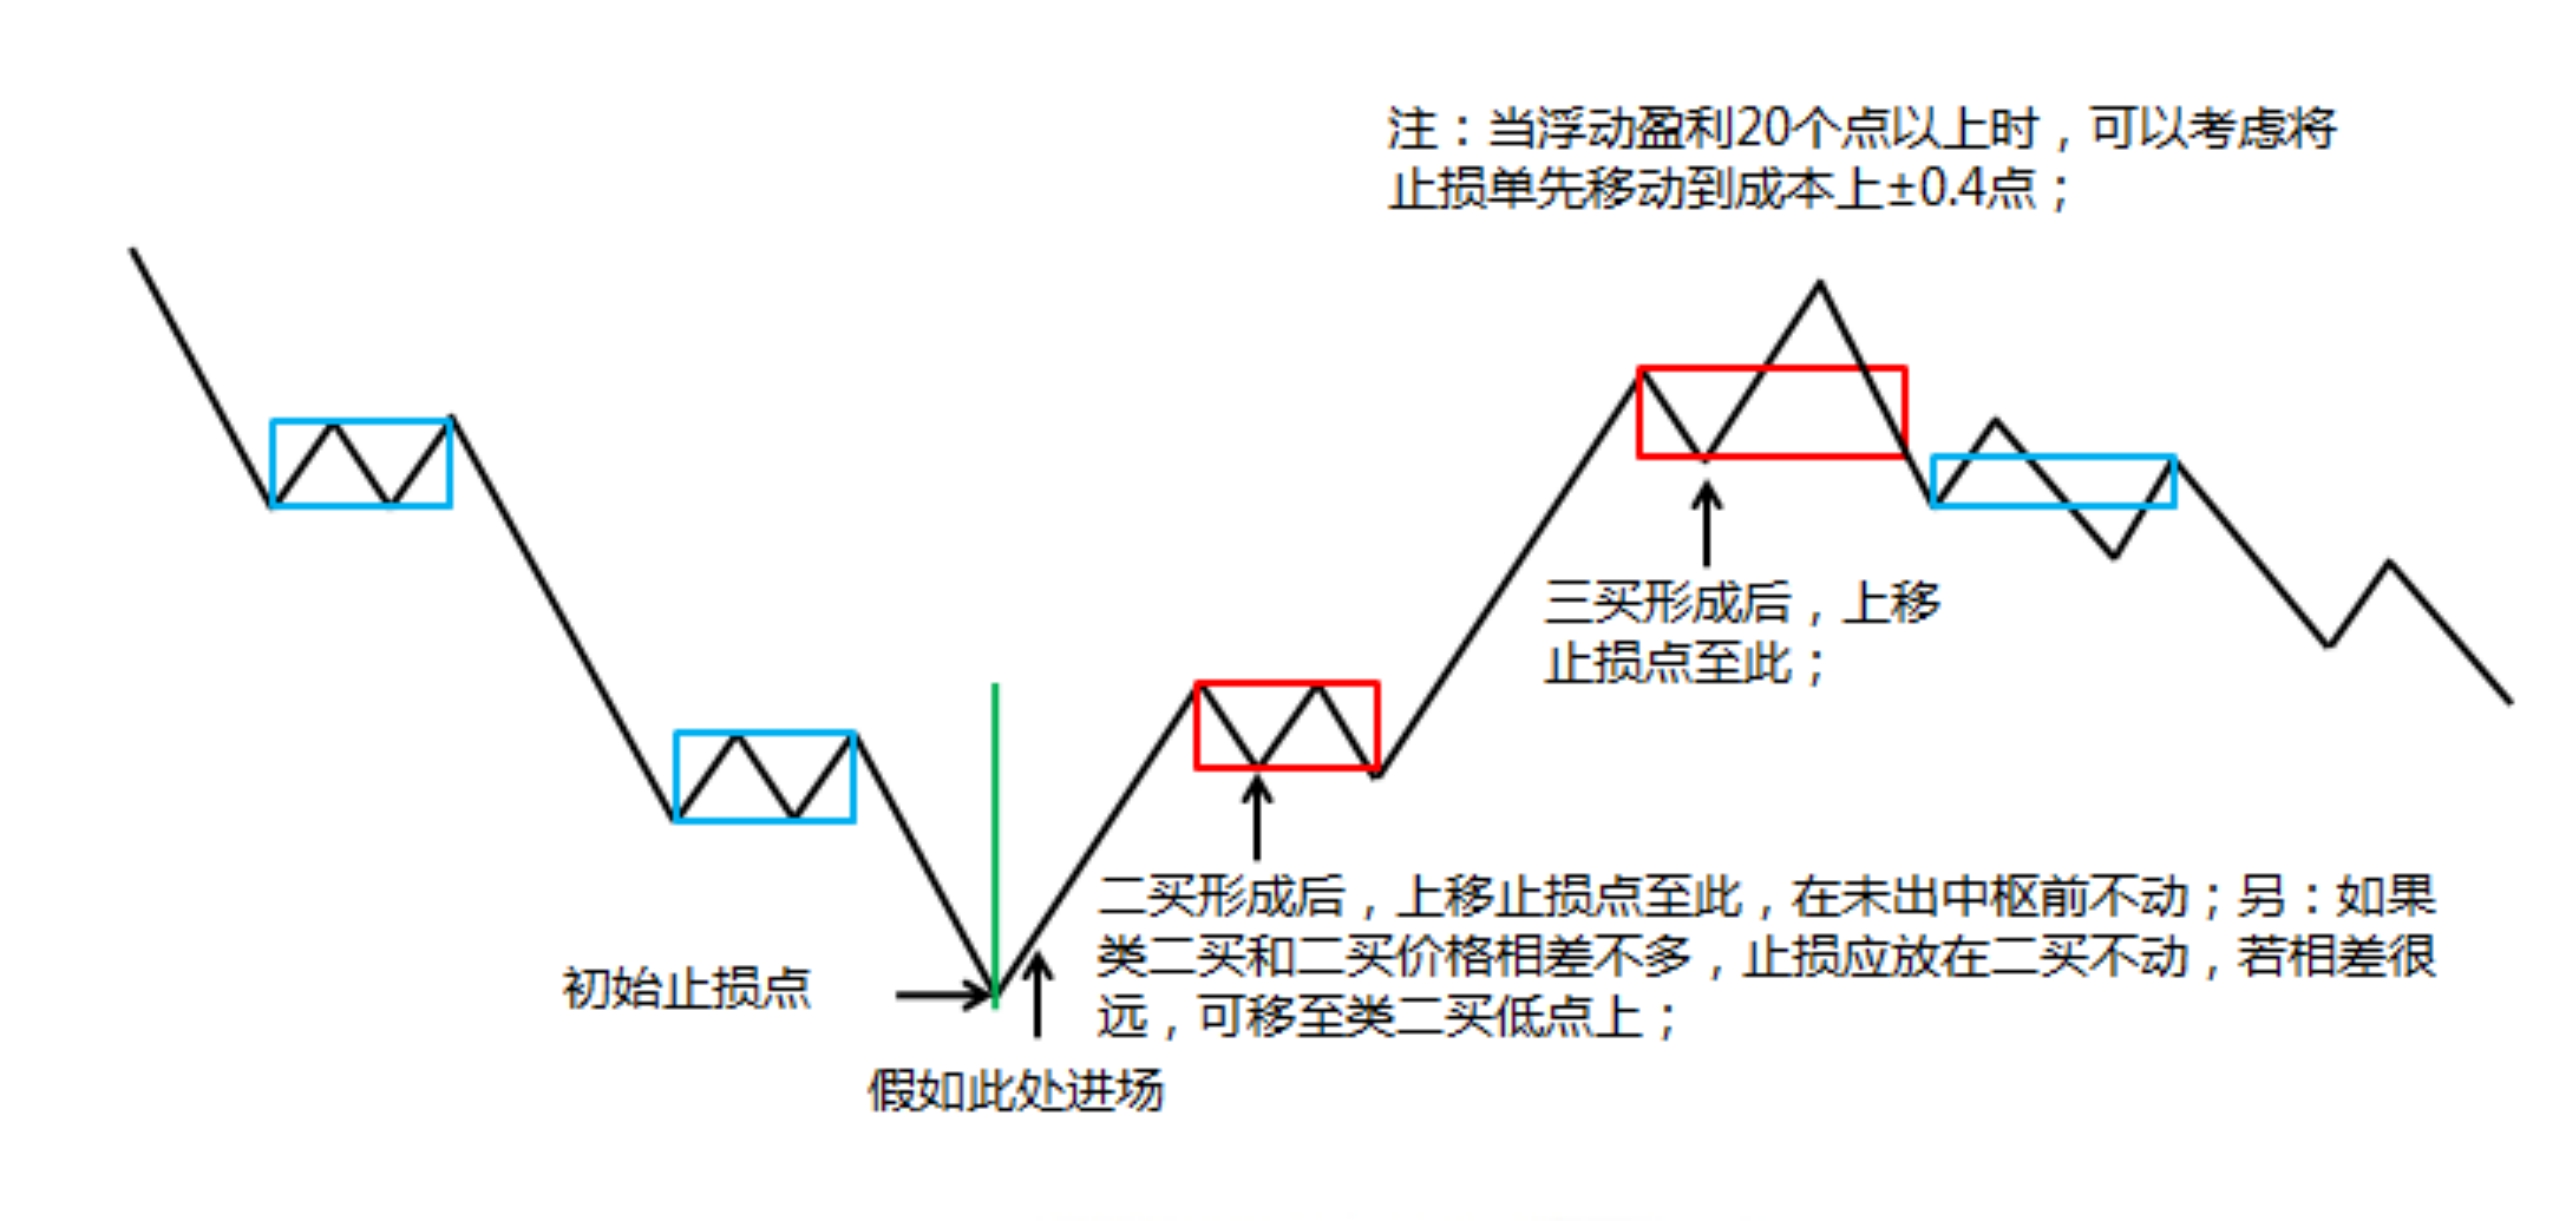 注：当浮动盈利20个点以上时，可以考虑将
止损单先移动到成本上±0.4点；
三买形成后，上移
止损点至此；
二买形成后，上移止损点至此，在未出中枢前不动；另：如果
类二买和二买价格相差不多，止损应放在二买不动，若相差很
远，可移至类二买低点上；
初始止损点
假如此处进场